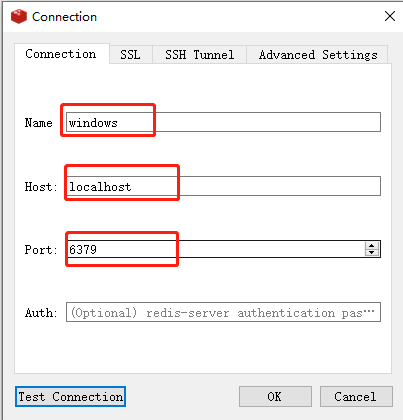 Connection
Connection SSL SSH Tunnel Advanced Settings
Name windows
Host: localhost
Port: 6379
Auth: (Optional) redis-server authentication pas···
Test Connection OK Cancel